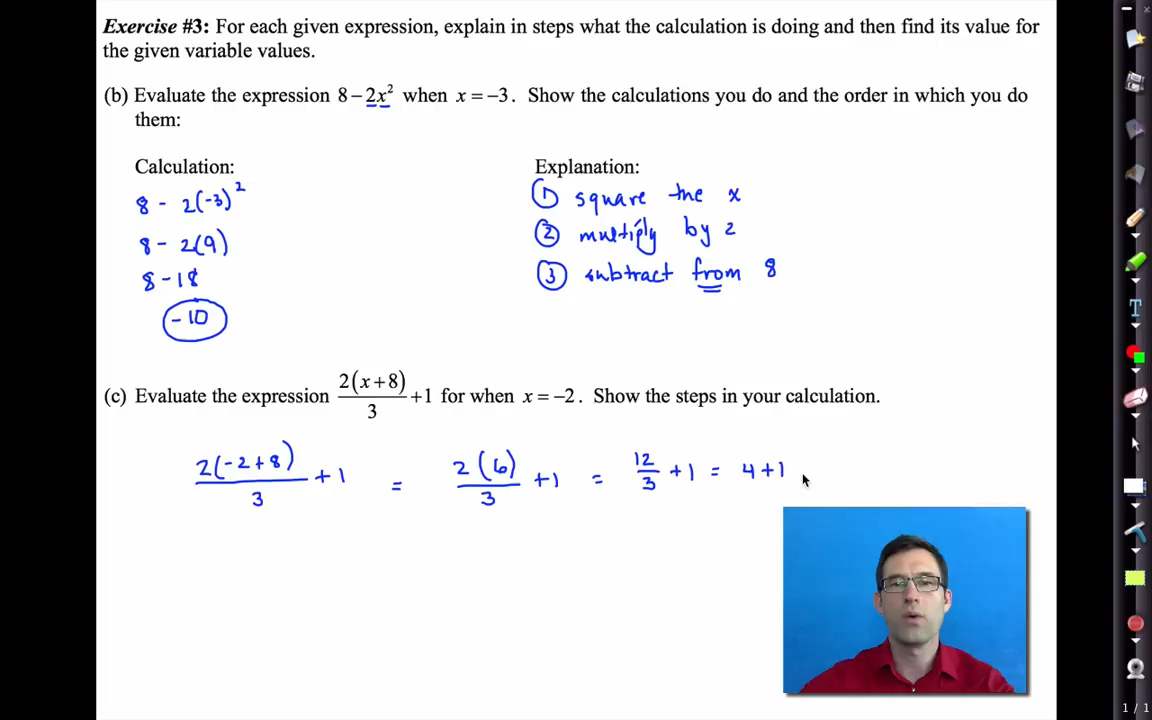 Exercise #3: For each given expression, explain in steps what the calculation is doing and then find its value for
the given variable values.
(b) Evaluate the expression 8 − 2x² when x = −3. Show the calculations you do and the order in which you do
them:
Calculation:
8 - 2(-3)²
8 - 2(9)
8 - 18
-10
Explanation:
① square the x
② multiply by 2
③ subtract from 8
(c) Evaluate the expression 2(x+8)/3 + 1 for when x = −2. Show the steps in your calculation.
2(-2+8)/3 + 1 = 2(6)/3 + 1 = 12/3 + 1 = 4 + 1
T
1 / 1